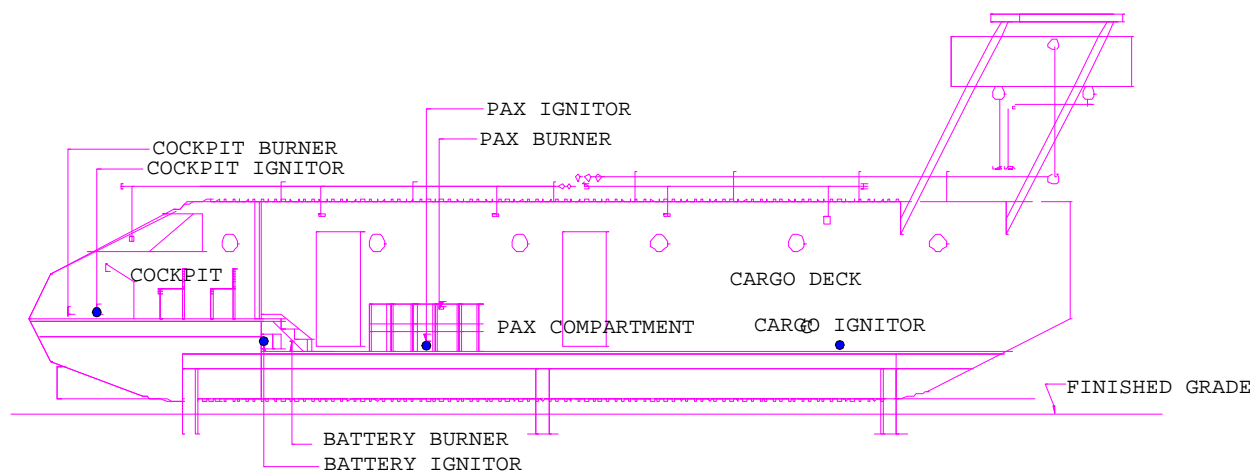 PAX IGNITOR
PAX BURNER
COCKPIT BURNER
COCKPIT IGNITOR
COCKPIT
CARGO DECK
PAX COMPARTMENT
CARGO IGNITOR
FINISHED GRADE
BATTERY BURNER
BATTERY IGNITOR